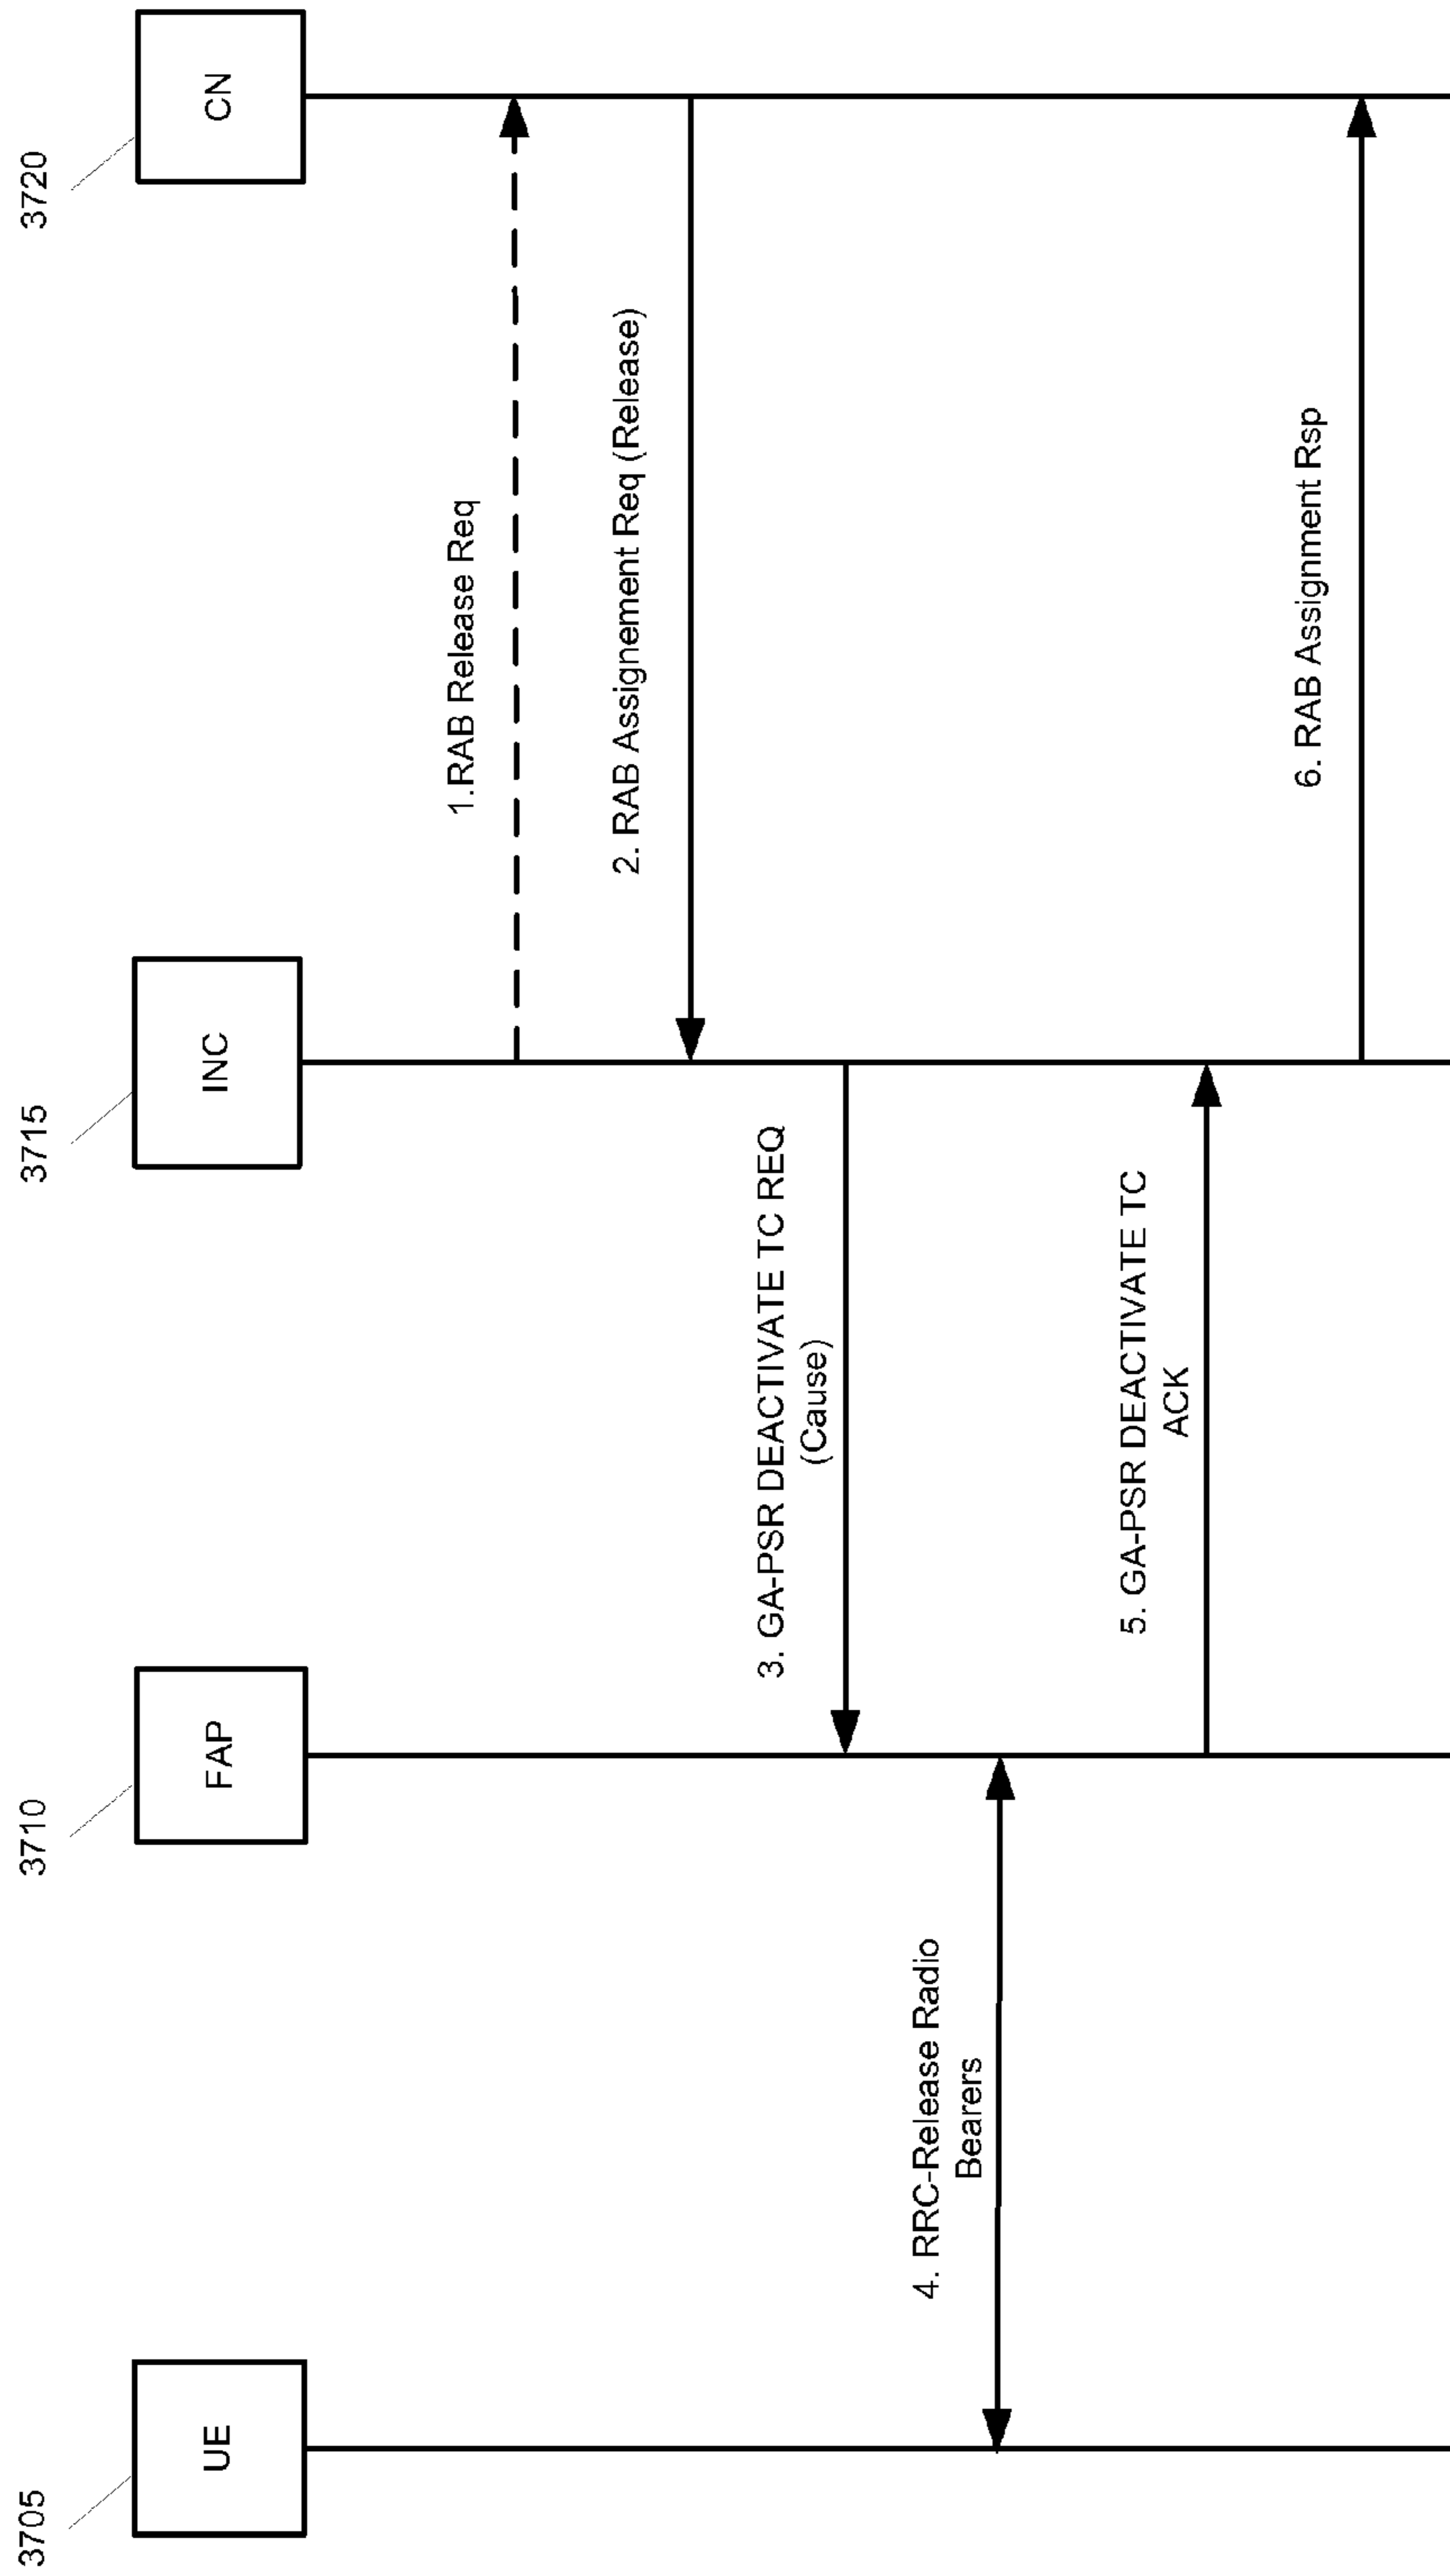 3705
3710
3715
3720
UE
FAP
INC
CN
1.RAB Release Req
2. RAB Assignement Req (Release)
3. GA-PSR DEACTIVATE TC REQ
(Cause)
4. RRC-Release Radio
Bearers
5. GA-PSR DEACTIVATE TC
ACK
6. RAB Assignment Rsp